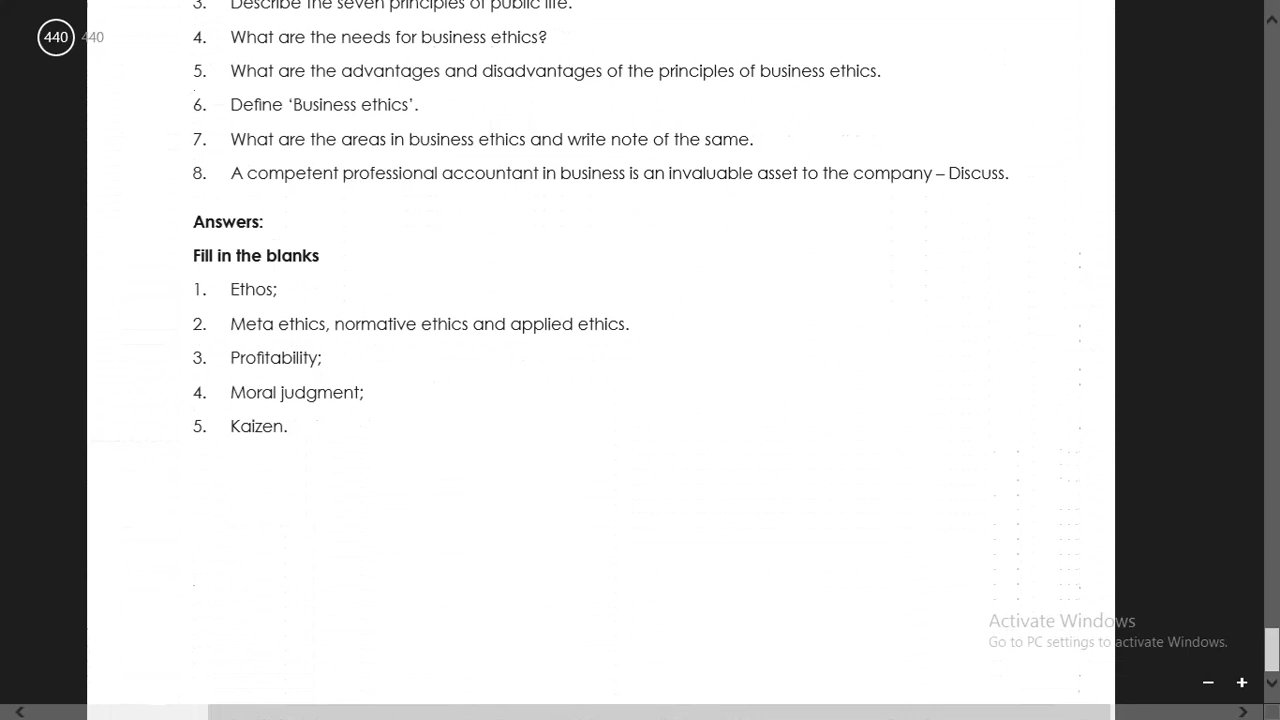 3. Describe the seven principles of public life.
440 440
4. What are the needs for business ethics?
5. What are the advantages and disadvantages of the principles of business ethics.
6. Define ‘Business ethics’.
7. What are the areas in business ethics and write note of the same.
8. A competent professional accountant in business is an invaluable asset to the company – Discuss.
Answers:
Fill in the blanks
1. Ethos;
2. Meta ethics, normative ethics and applied ethics.
3. Profitability;
4. Moral judgment;
5. Kaizen.
Activate Windows
Go to PC settings to activate Windows.